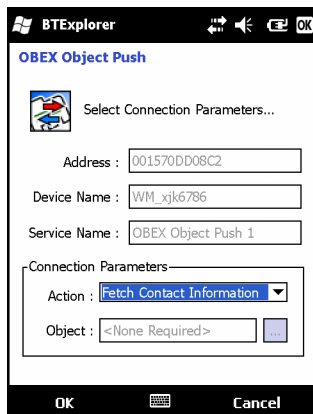 BTExplorer
OK
OBEX Object Push
Select Connection Parameters...
Address : 001570DD08C2
Device Name : WM_xjk6786
Service Name : OBEX Object Push 1
Connection Parameters
Action : Fetch Contact Information
Object : <None Required> ...
OK Cancel